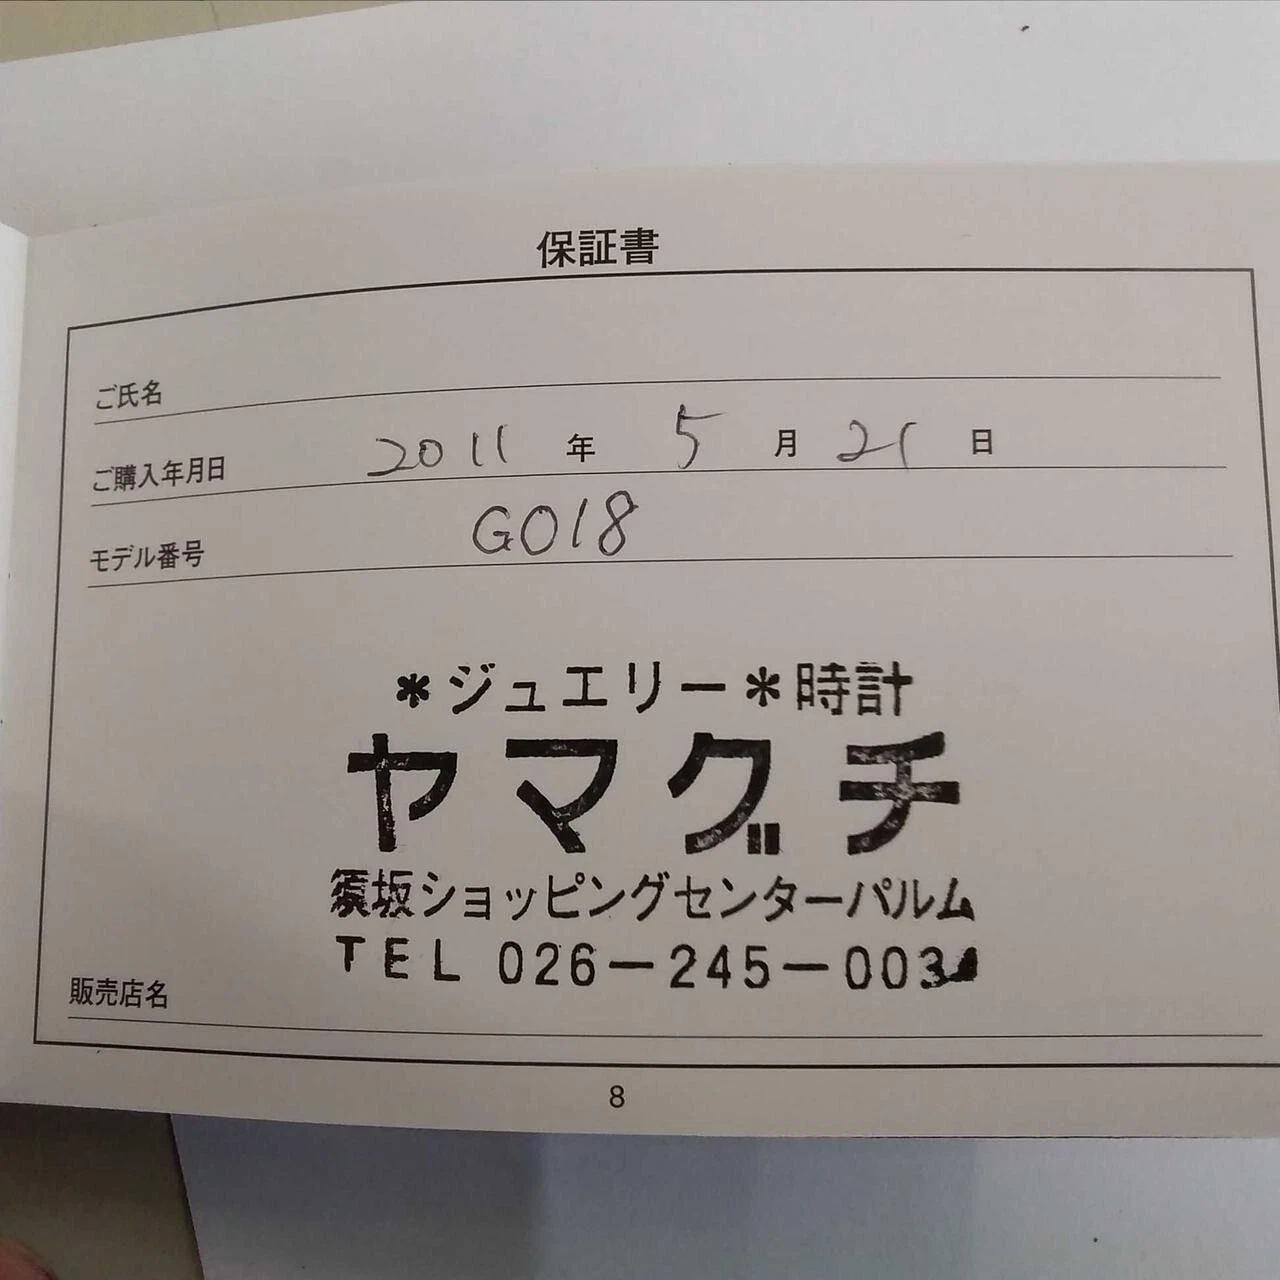 保証書
ご氏名
ご購入年月日 2011 年 5 月 21 日
モデル番号 G018
*ジュエリー*時計
ヤマグチ
須坂ショッピングセンターパルム
TEL 026-245-003
販売店名
8